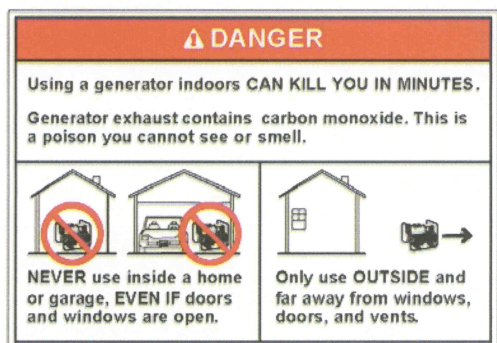 DANGER
Using a generator indoors CAN KILL YOU IN MINUTES.
Generator exhaust contains carbon monoxide. This is
a poison you cannot see or smell.
NEVER use inside a home
or garage, EVEN IF doors
and windows are open.
Only use OUTSIDE and
far away from windows,
doors, and vents.